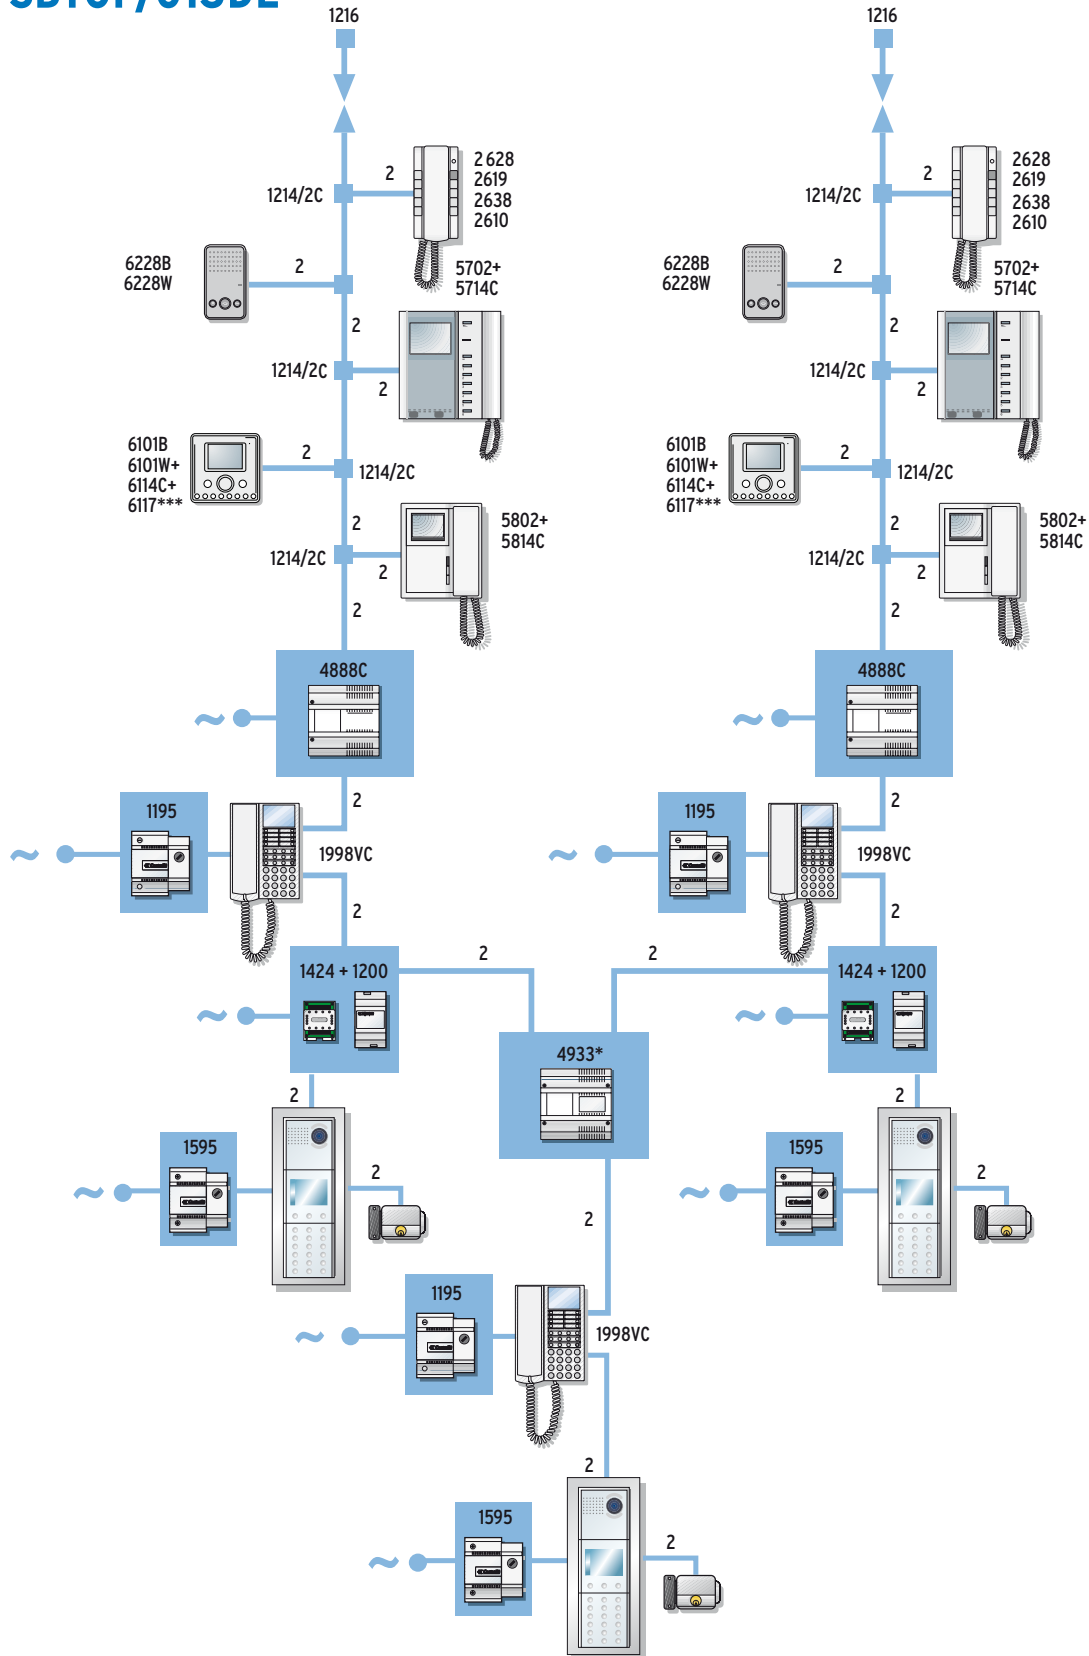 1216
1216
2
2628
2619
2638
2610
1214/2C
2
2628
2619
2638
2610
1214/2C
6228B
6228W
2
5702+
5714C
6228B
6228W
2
5702+
5714C
2
1214/2C
2
2
1214/2C
2
6101B
6101W+
6114C+
6117***
2
1214/2C
6101B
6101W+
6114C+
6117***
2
1214/2C
2
5802+
5814C
1214/2C
2
2
5802+
5814C
1214/2C
2
2
2
4888C
4888C
2
2
1195
1998VC
1195
1998VC
2
2
1424 + 1200
2
2
1424 + 1200
4933*
2
2
1595
2
1595
2
2
1195
1998VC
2
1595
2